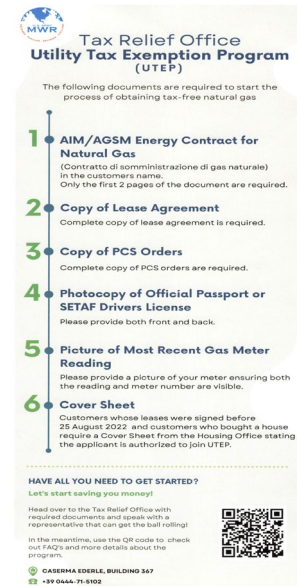 MWR
Tax Relief Office
Utility Tax Exemption Program
(UTEP)
The following documents are required to start the
process of obtaining tax-free natural gas
1 AIM/AGSM Energy Contract for
Natural Gas
(Contratto di somministrazione di gas naturale)
in the customers name.
Only the first 2 pages of the document are required.
2 Copy of Lease Agreement
Complete copy of lease agreement is required.
3 Copy of PCS Orders
Complete copy of PCS orders are required.
4 Photocopy of Official Passport or
SETAF Drivers License
Please provide both front and back.
5 Picture of Most Recent Gas Meter
Reading
Please provide a picture of your meter ensuring both
the reading and meter number are visible.
6 Cover Sheet
Customers whose leases were signed before
25 August 2022 and customers who bought a house
require a Cover Sheet from the Housing Office stating
the applicant is authorized to join UTEP.
HAVE ALL YOU NEED TO GET STARTED?
Let's start saving you money!
Head over to the Tax Relief Office with
required documents and speak with a
representative that can get the ball rolling!
In the meantime, use the QR code to check
out FAQ's and more details about the
program.
CASERMA EDERLE, BUILDING 367
+39 0444-71-5102